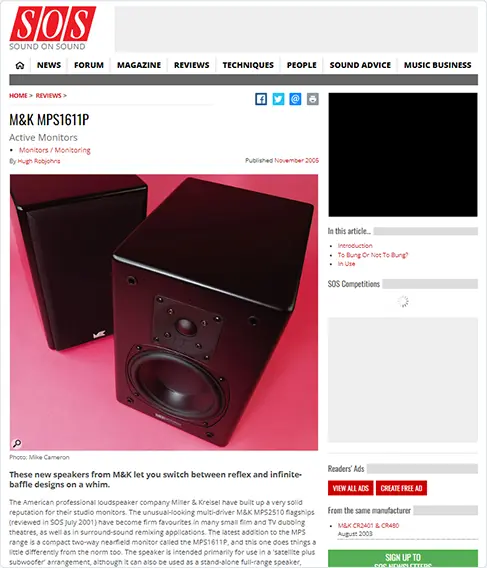 SOS
SOUND ON SOUND
NEWS FORUM MAGAZINE REVIEWS TECHNIQUES PEOPLE SOUND ADVICE MUSIC BUSINESS
HOME > REVIEWS >
M&K MPS1611P
Active Monitors
Monitors / Monitoring
By Hugh Robjohns
Published November 2005
Photo: Mike Cameron
These new speakers from M&K let you switch between reflex and infinite-
baffle designs on a whim.
The American professional loudspeaker company Miller & Kreisel have built up a very solid
reputation for their studio monitors. The unusual-looking multi-driver M&K MPS2510 flagships
(reviewed in SOS July 2001) have become firm favourites in many small film and TV dubbing
theatres, as well as in surround-sound remixing applications. The latest addition to the MPS
range is a compact two-way nearfield monitor called the MPS1611P, and this one does things a
little differently from the norm too. The speaker is intended primarily for use in a 'satellite plus
subwoofer' arrangement, although it can also be used as a stand-alone full-range speaker,
In this article...
Introduction
To Bung Or Not To Bung?
In Use
SOS Competitions
Readers' Ads
VIEW ALL ADS CREATE FREE AD
From the same manufacturer
M&K CR2401 & CR480
August 2003
SIGN UP TO
SOS NEWSLETTERS